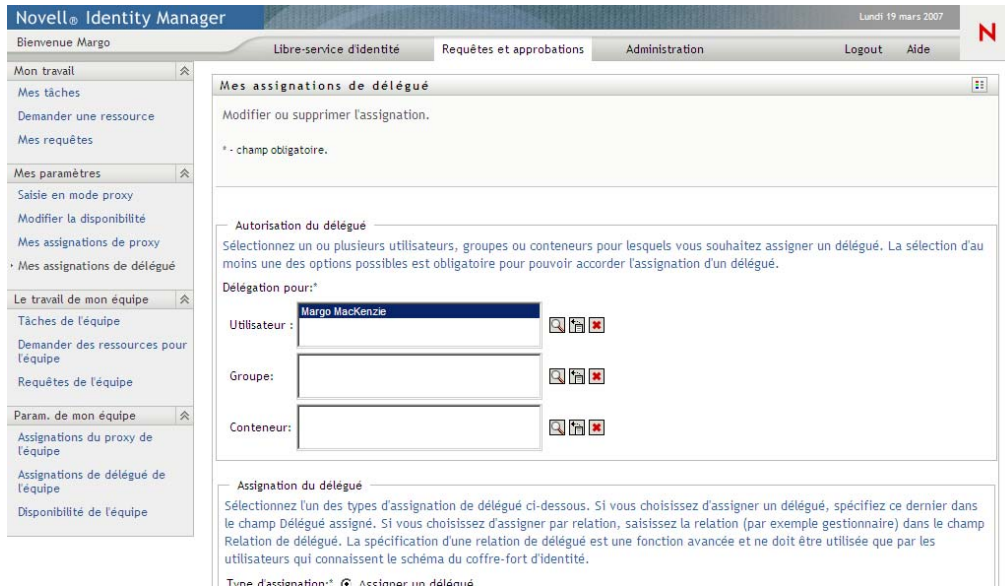 Novell® Identity Manager
Lundi 19 mars 2007
N
Bienvenue Margo
Libre-service d'identité
Requêtes et approbations
Administration
Logout
Aide
Mon travail
Mes tâches
Demander une ressource
Mes requêtes
Mes paramètres
Saisie en mode proxy
Modifier la disponibilité
Mes assignations de proxy
Mes assignations de délégué
Le travail de mon équipe
Tâches de l'équipe
Demander des ressources pour
l'équipe
Requêtes de l'équipe
Param. de mon équipe
Assignations du proxy de
l'équipe
Assignations de délégué de
l'équipe
Disponibilité de l'équipe
Mes assignations de délégué
Modifier ou supprimer l'assignation.
* - champ obligatoire.
Autorisation du délégué
Sélectionnez un ou plusieurs utilisateurs, groupes ou conteneurs pour lesquels vous souhaitez assigner un délégué. La sélection d'au
moins une des options possibles est obligatoire pour pouvoir accorder l'assignation d'un délégué.
Délégation pour:*
Utilisateur :
Margo MacKenzie
Groupe:
Conteneur:
Assignation du délégué
Sélectionnez l'un des types d'assignation de délégué ci-dessous. Si vous choisissez d'assigner un délégué, spécifiez ce dernier dans
le champ Délégué assigné. Si vous choisissez d'assigner par relation, saisissez la relation (par exemple gestionnaire) dans le champ
Relation de délégué. La spécification d'une relation de délégué est une fonction avancée et ne doit être utilisée que par les
utilisateurs qui connaissent le schéma du coffre-fort d'identité.
Type d'assignation:* Assigner un délégué